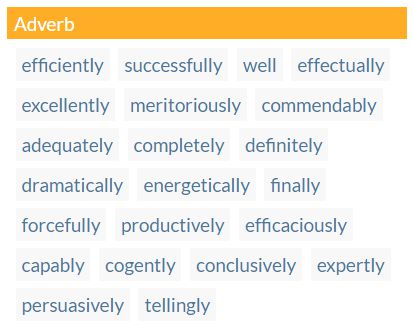 Adverb
efficiently successfully well effectually
excellently meritoriously commendably
adequately completely definitely
dramatically energetically finally
forcefully productively efficaciously
capably cogently conclusively expertly
persuasively tellingly